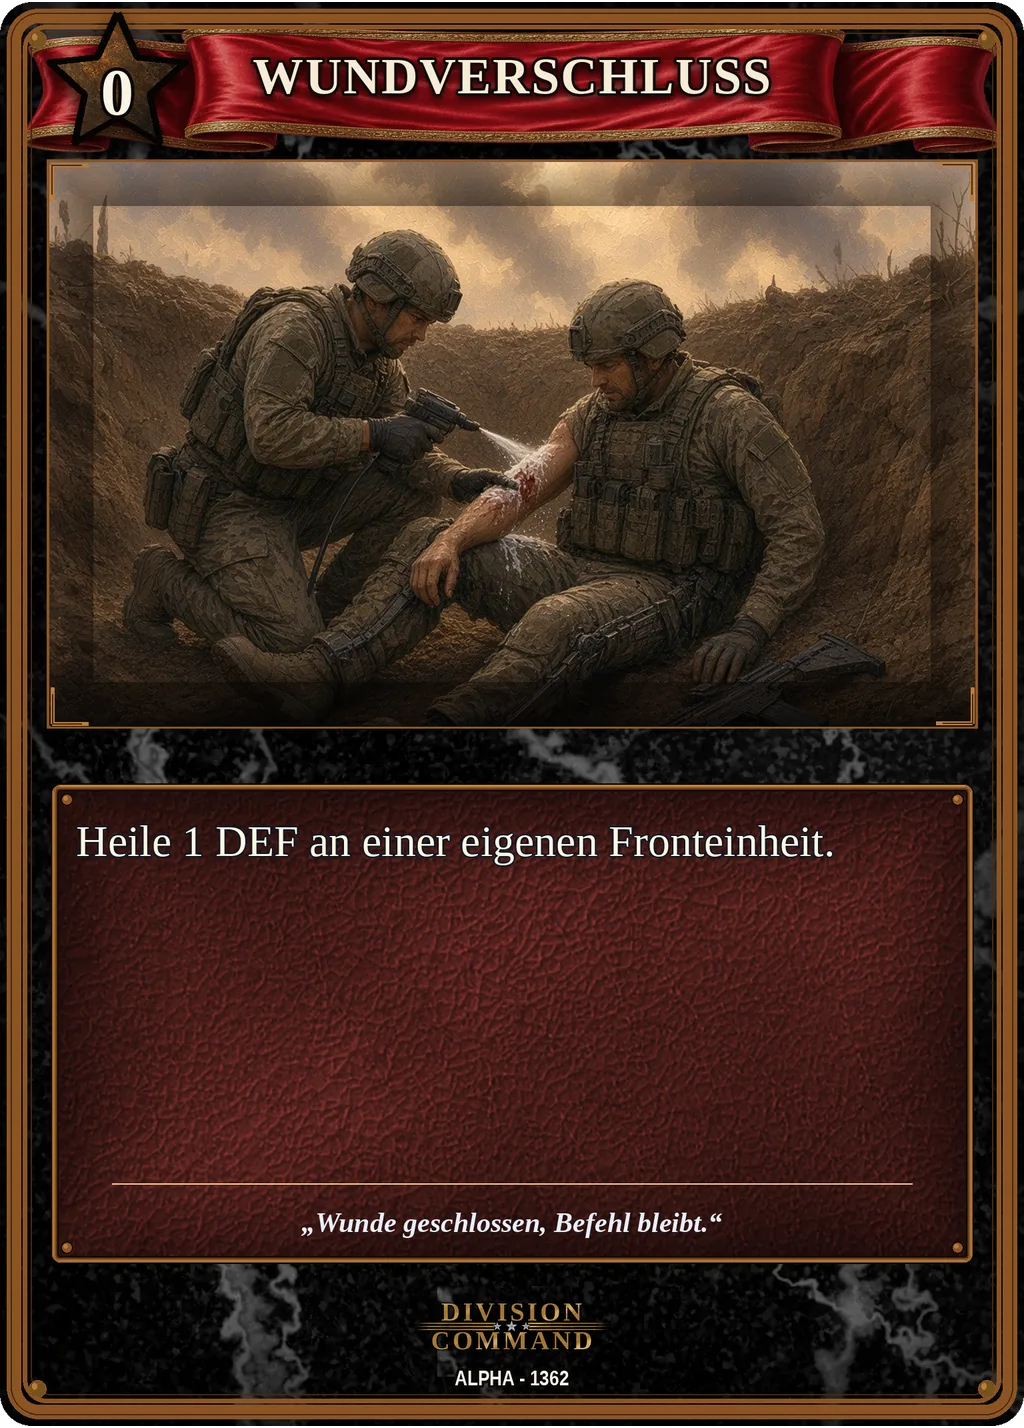 0
WUNDVERSCHLUSS
Heile 1 DEF an einer eigenen Fronteinheit.
„Wunde geschlossen, Befehl bleibt.“
DIVISION
COMMAND
ALPHA - 1362